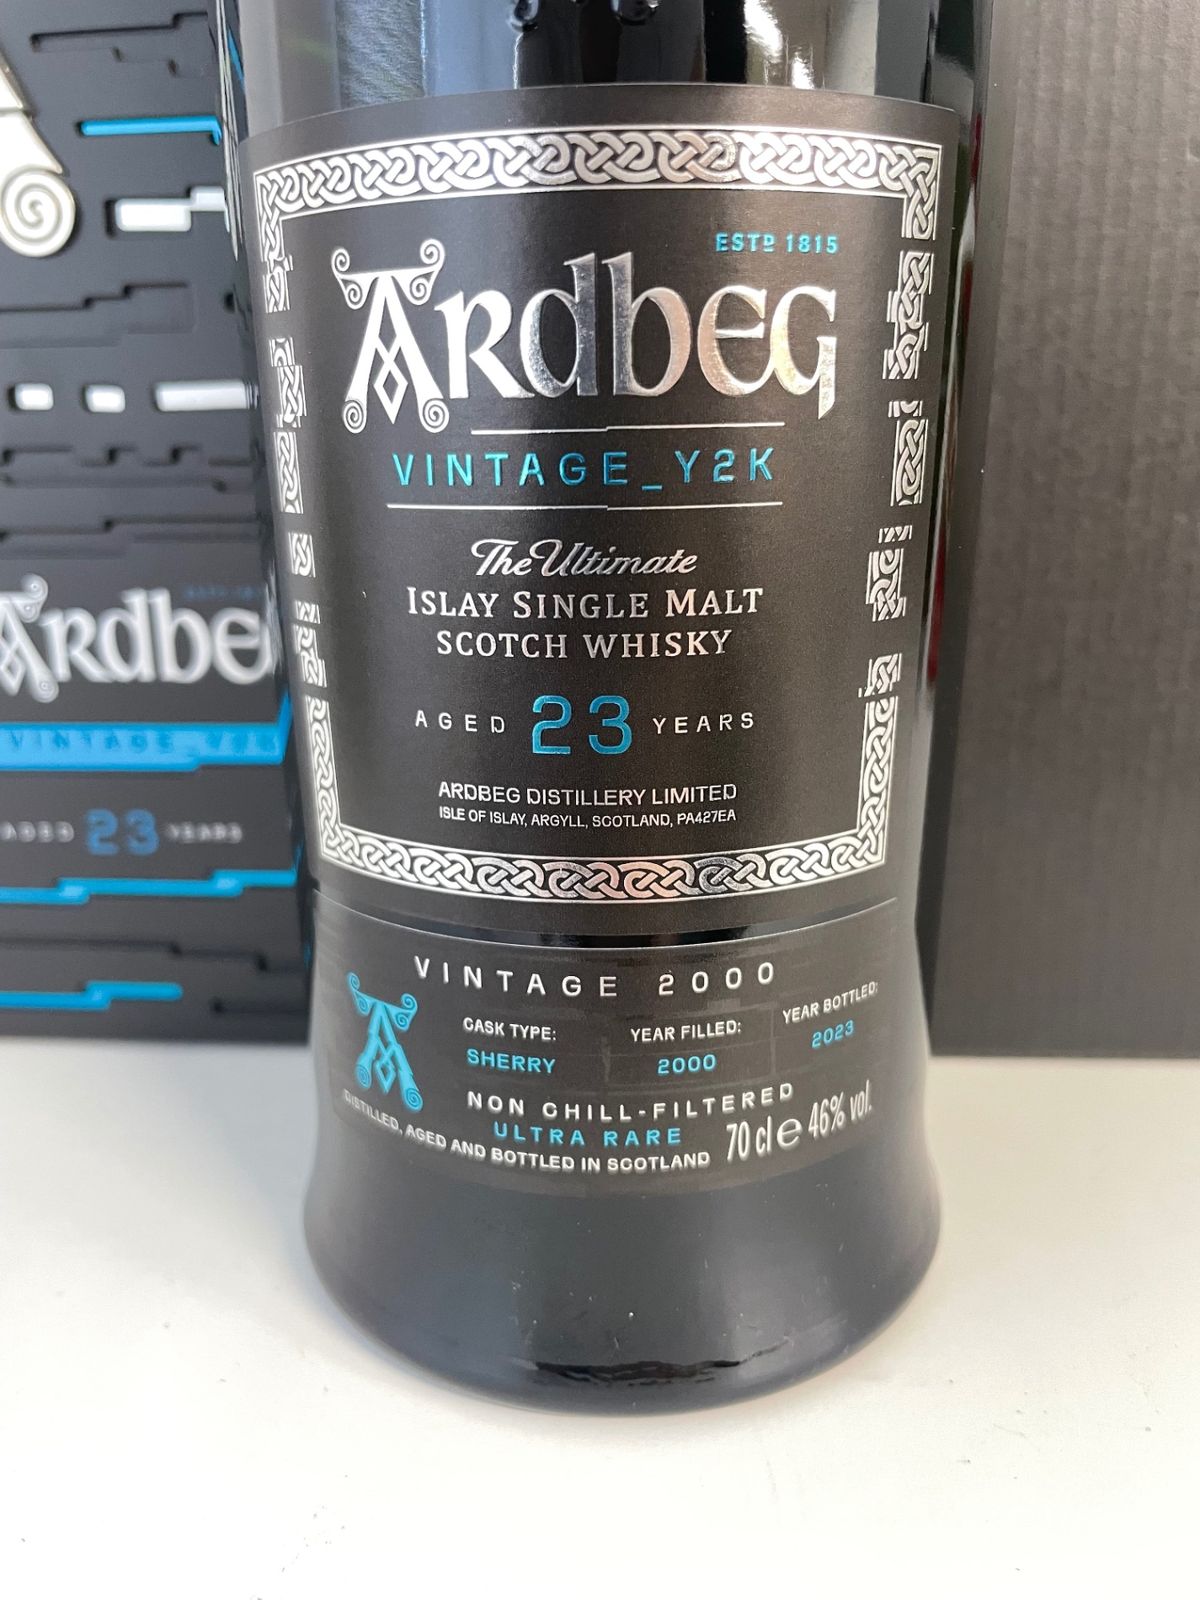 ESTD 1815
ARdbEG
VINTAGE_Y2K
The Ultimate
ISLAY SINGLE MALT
SCOTCH WHISKY
AGED 23 YEARS
ARDBEG DISTILLERY LIMITED
ISLE OF ISLAY, ARGYLL, SCOTLAND, PA427EA
VINTAGE 2000
CASK TYPE: YEAR FILLED: YEAR BOTTLED:
SHERRY 2000 2023
NON CHILL-FILTERED
ULTRA RARE
DISTILLED, AGED AND BOTTLED IN SCOTLAND 70 cl e 46% vol.
ARdbE
VINTAGE_Y2K
AGED 23 YEARS